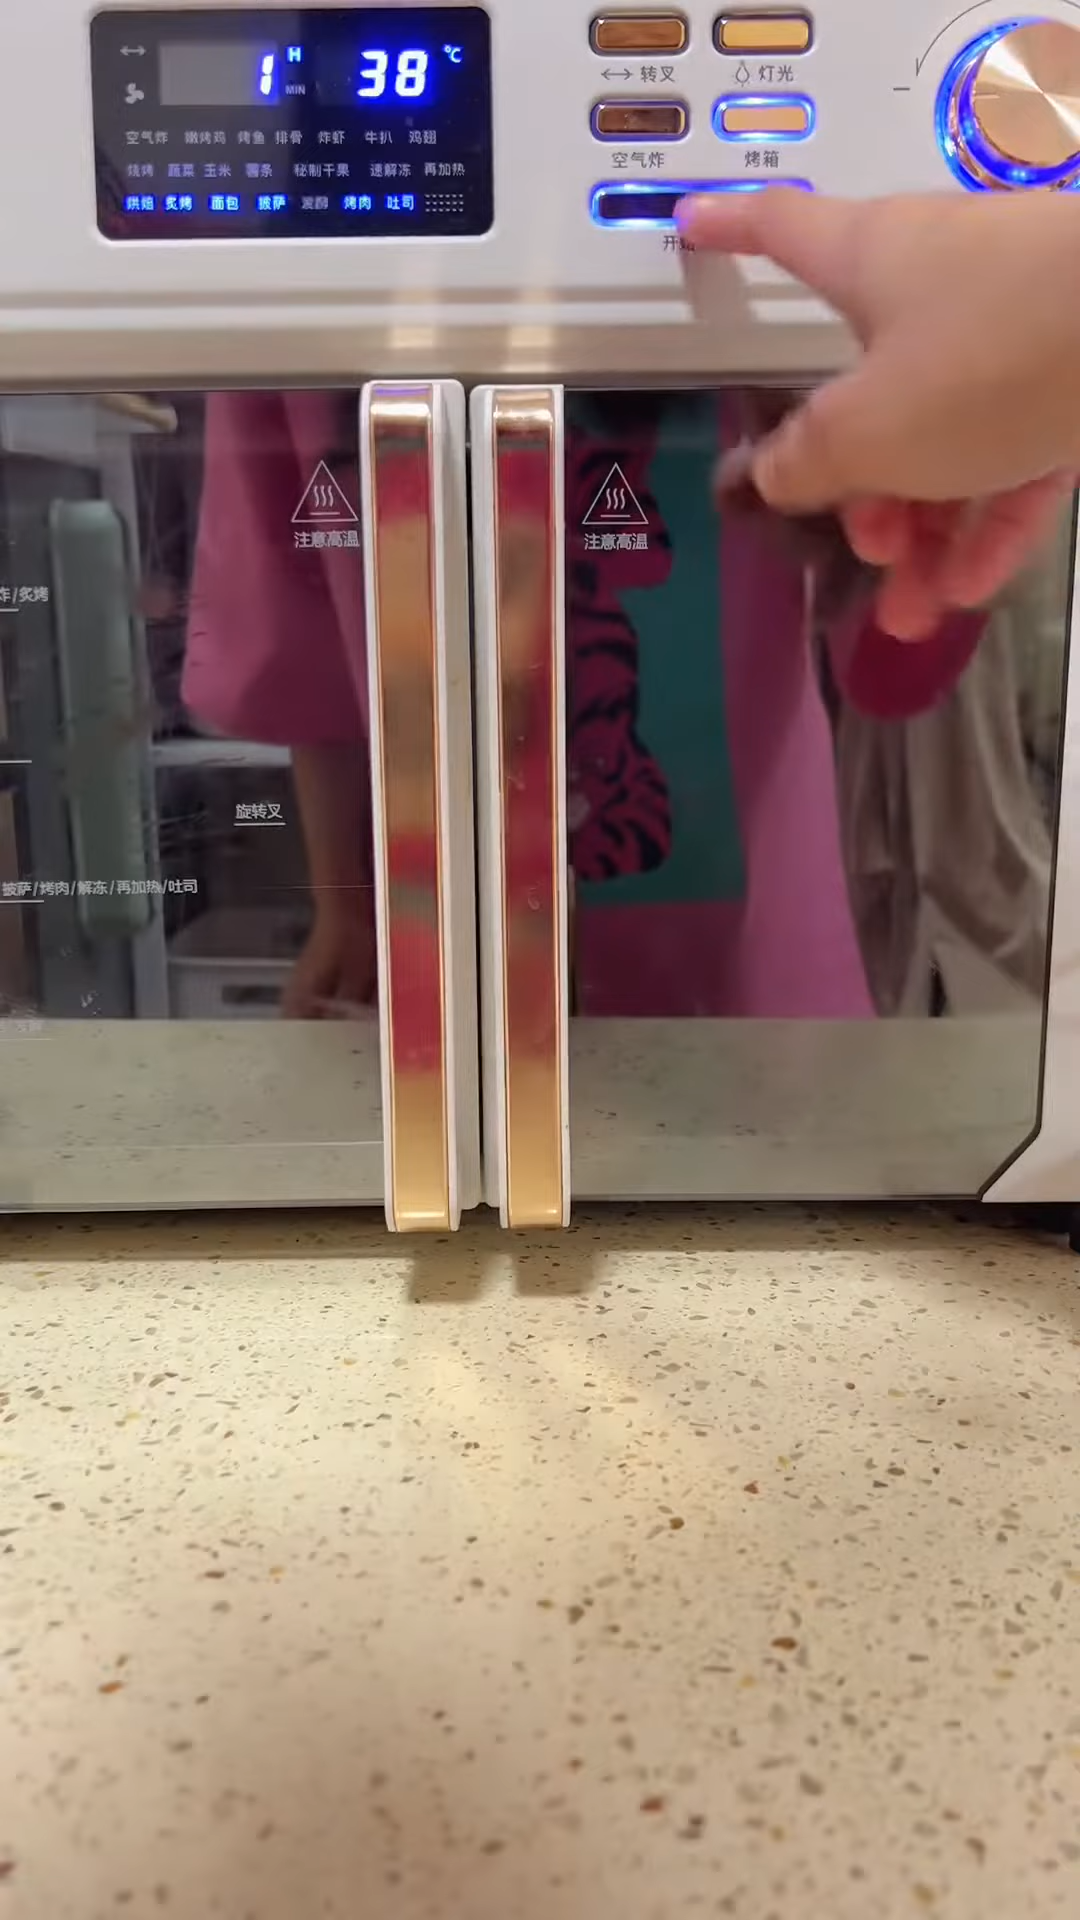 1 H MIN 38 ℃
空气炸 嫩烤鸡 烤鱼 排骨 炸虾 牛扒 鸡翅
烧烤 蔬菜 玉米 薯条 秘制干果 速解冻 再加热
烘焙 炙烤 面包 披萨 发酵 烤肉 吐司
转叉 灯光
空气炸 烤箱
开始
注意高温 注意高温
炸/炙烤
旋转叉
披萨/烤肉/解冻/再加热/吐司